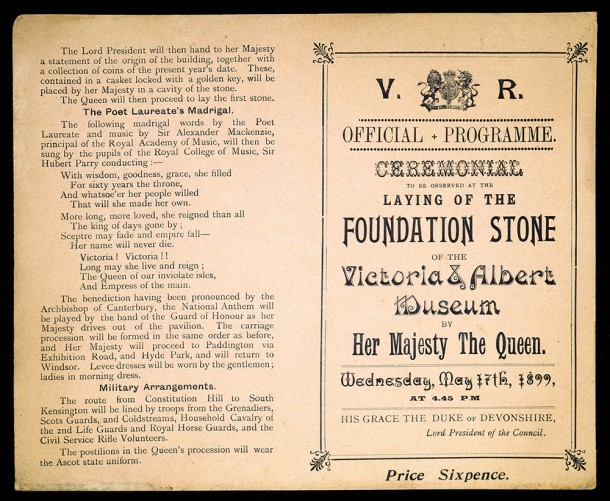 The Lord President will then hand to her Majesty
a statement of the origin of the building, together with
a collection of coins of the present year's date. These,
contained in a casket locked with a golden key, will be
placed by her Majesty in a cavity of the stone.
The Queen will then proceed to lay the first stone.
The Poet Laureate's Madrigal.
The following madrigal words by the Poet
Laureate and music by Sir Alexander Mackenzie,
principal of the Royal Academy of Music, will then be
sung by the pupils of the Royal College of Music, Sir
Hubert Parry conducting :—
With wisdom, goodness, grace, she filled
For sixty years the throne,
And whatsoe'er her people willed
That will she made her own.
More long, more loved, she reigned than all
The king of days gone by ;
Sceptre may fade and empire fall—
Her name will never die.
Victoria ! Victoria ! !
Long may she live and reign ;
The Queen of our inviolate isles,
And Empress of the main.
The benediction having been pronounced by the
Archbishop of Canterbury, the National Anthem will
be played by the band of the Guard of Honour as her
Majesty drives out of the pavilion. The carriage
procession will be formed in the same order as before,
and Her Majesty will proceed to Paddington via
Exhibition Road, and Hyde Park, and will return to
Windsor. Levee dresses will be worn by the gentlemen ;
ladies in morning dress.
Military Arrangements.
The route from Constitution Hill to South
Kensington will be lined by troops from the Grenadiers,
Scots Guards, and Coldstreams, Household Cavalry of
the 2nd Life Guards and Royal Horse Guards, and the
Civil Service Rifle Volunteers.
The postilions in the Queen's procession will wear
the Ascot state uniform.
V. R.
OFFICIAL + PROGRAMME.
CEREMONIAL
TO BE OBSERVED AT THE
LAYING OF THE
FOUNDATION STONE
OF THE
Victoria & Albert
Museum
BY
Her Majesty The Queen.
Wednesday, May 17th, 1899,
AT 4.45 PM
HIS GRACE THE DUKE OF DEVONSHIRE,
Lord President of the Council.
Price Sixpence.